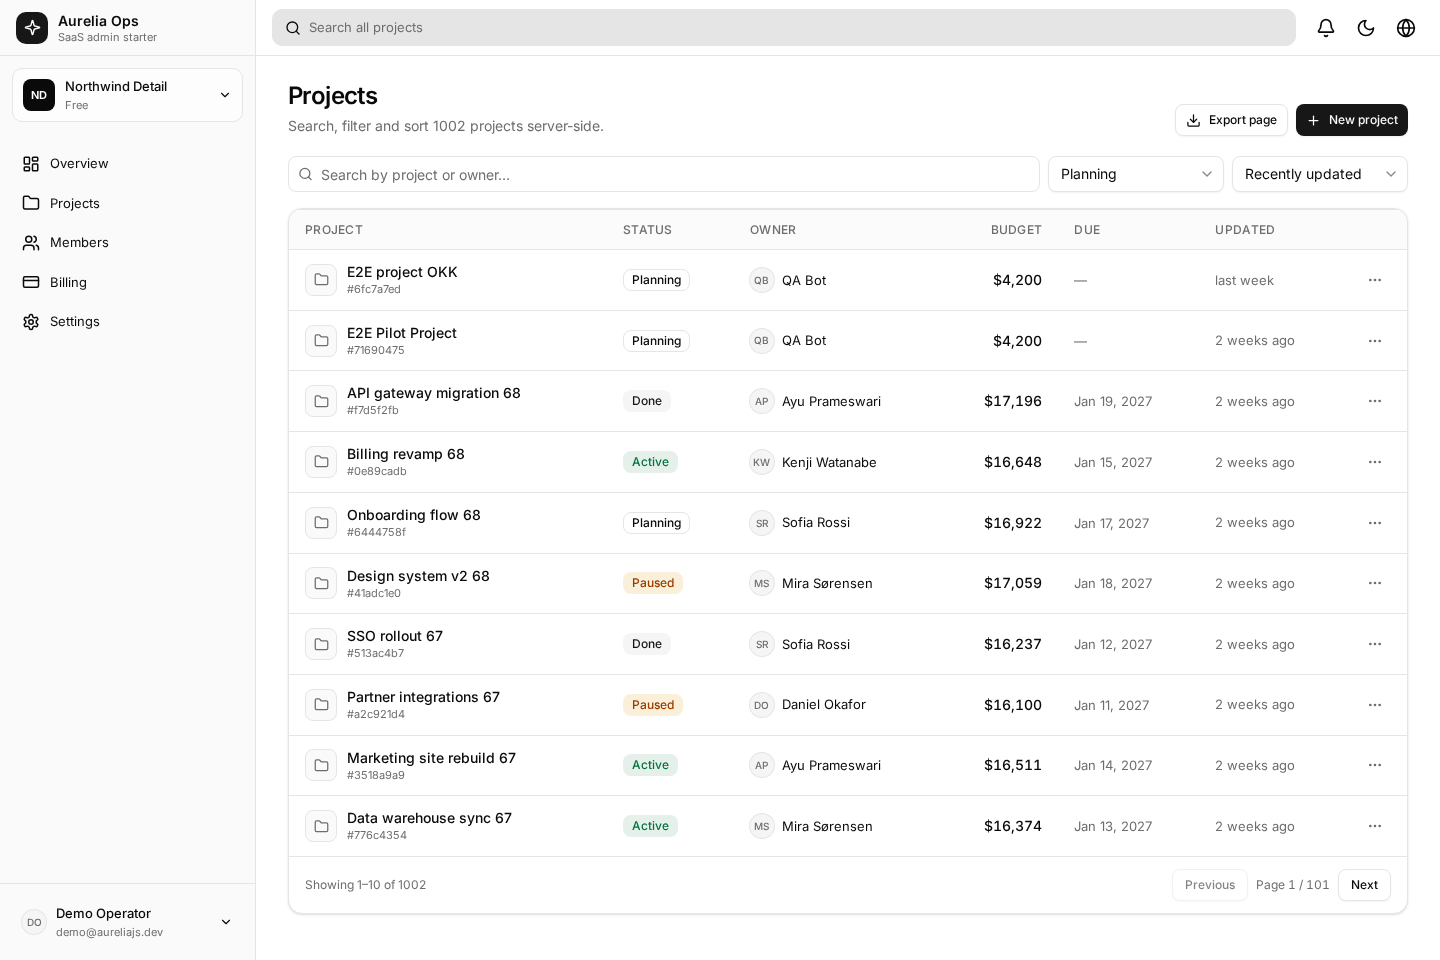 Aurelia Ops
SaaS admin starter
Search all projects
ND
Northwind Detail
Free
Overview
Projects
Members
Billing
Settings
DO
Demo Operator
demo@aureliajs.dev
Projects
Search, filter and sort 1002 projects server-side.
Export page
New project
Search by project or owner...
Planning
Recently updated
PROJECT STATUS OWNER BUDGET DUE UPDATED
E2E project OKK
#6fc7a7ed
Planning QB QA Bot $4,200 — last week
E2E Pilot Project
#71690475
Planning QB QA Bot $4,200 — 2 weeks ago
API gateway migration 68
#f7d5f2fb
Done AP Ayu Prameswari $17,196 Jan 19, 2027 2 weeks ago
Billing revamp 68
#0e89cadb
Active KW Kenji Watanabe $16,648 Jan 15, 2027 2 weeks ago
Onboarding flow 68
#6444758f
Planning SR Sofia Rossi $16,922 Jan 17, 2027 2 weeks ago
Design system v2 68
#41adc1e0
Paused MS Mira Sørensen $17,059 Jan 18, 2027 2 weeks ago
SSO rollout 67
#513ac4b7
Done SR Sofia Rossi $16,237 Jan 12, 2027 2 weeks ago
Partner integrations 67
#a2c921d4
Paused DO Daniel Okafor $16,100 Jan 11, 2027 2 weeks ago
Marketing site rebuild 67
#3518a9a9
Active AP Ayu Prameswari $16,511 Jan 14, 2027 2 weeks ago
Data warehouse sync 67
#776c4354
Active MS Mira Sørensen $16,374 Jan 13, 2027 2 weeks ago
Showing 1–10 of 1002
Previous Page 1 / 101 Next